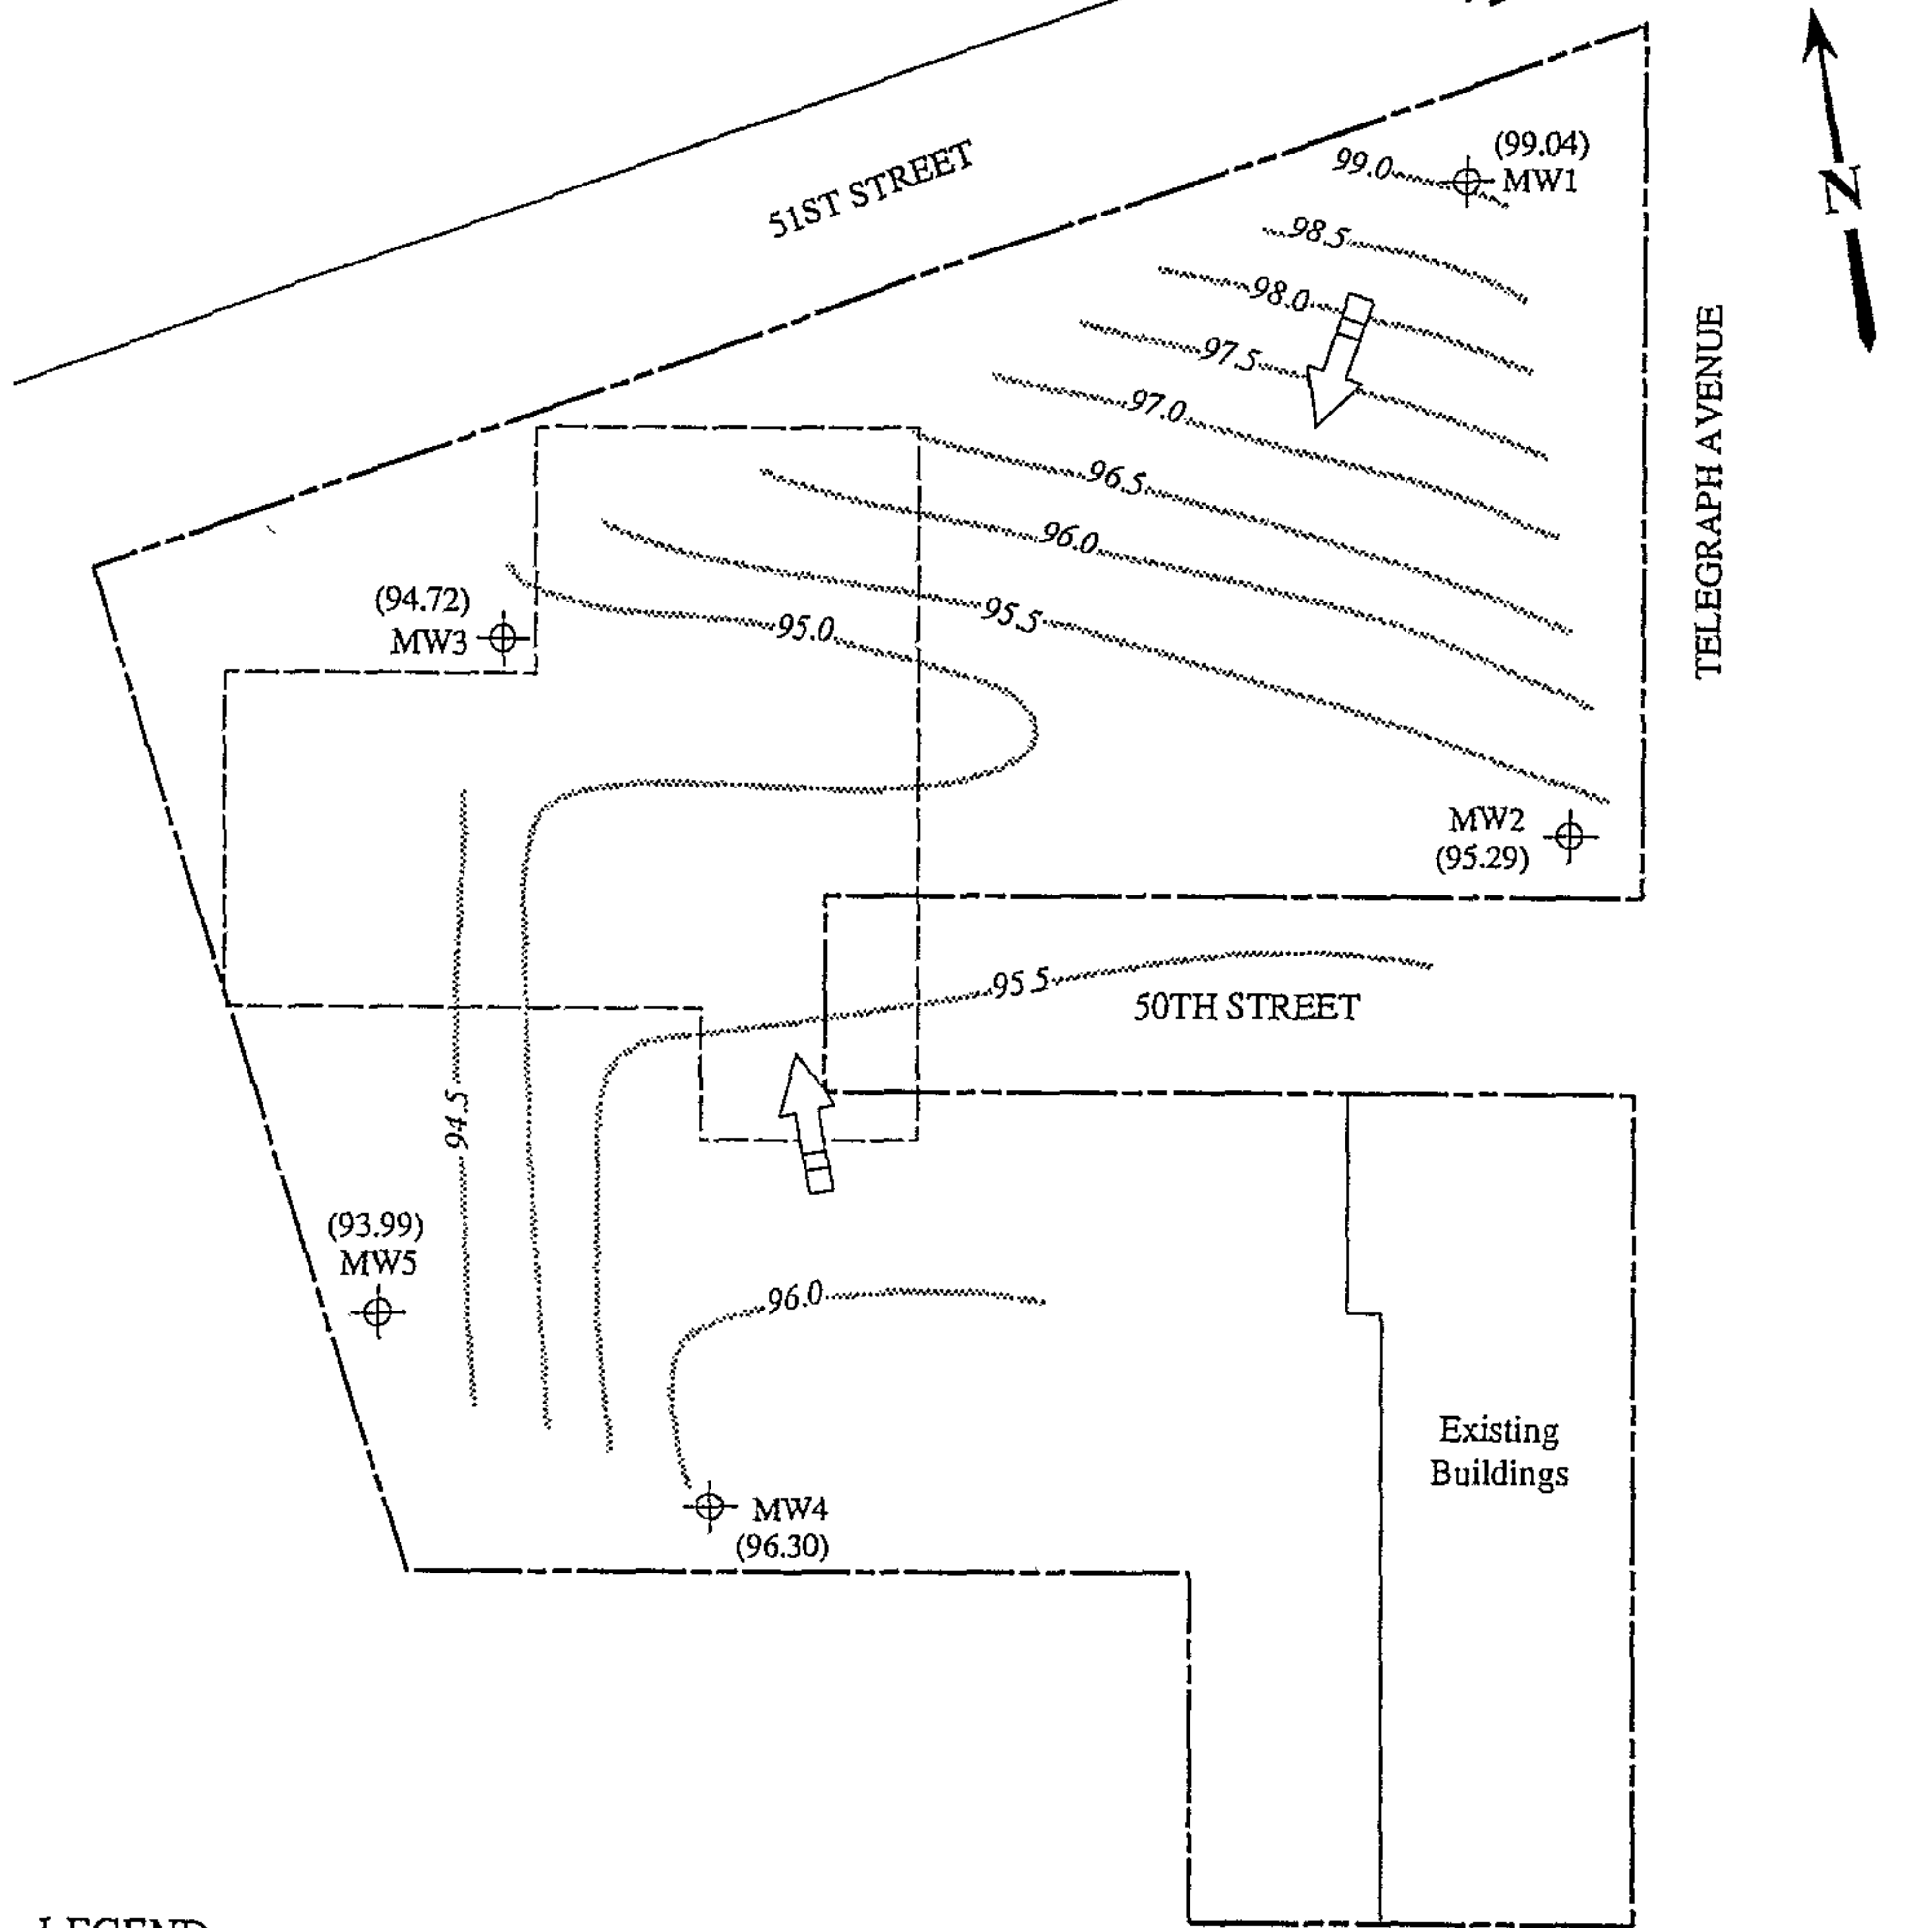 (99.04)
99.0
MW1
N
51ST STREET
98.5
98.0
97.5
97.0
TELEGRAPH AVENUE
96.5
96.0
95.5
(94.72)
MW3
95.0
MW2
(95.29)
95.5
50TH STREET
94.5
(93.99)
MW5
96.0
Existing
Buildings
MW4
(96.30)
LEGEND